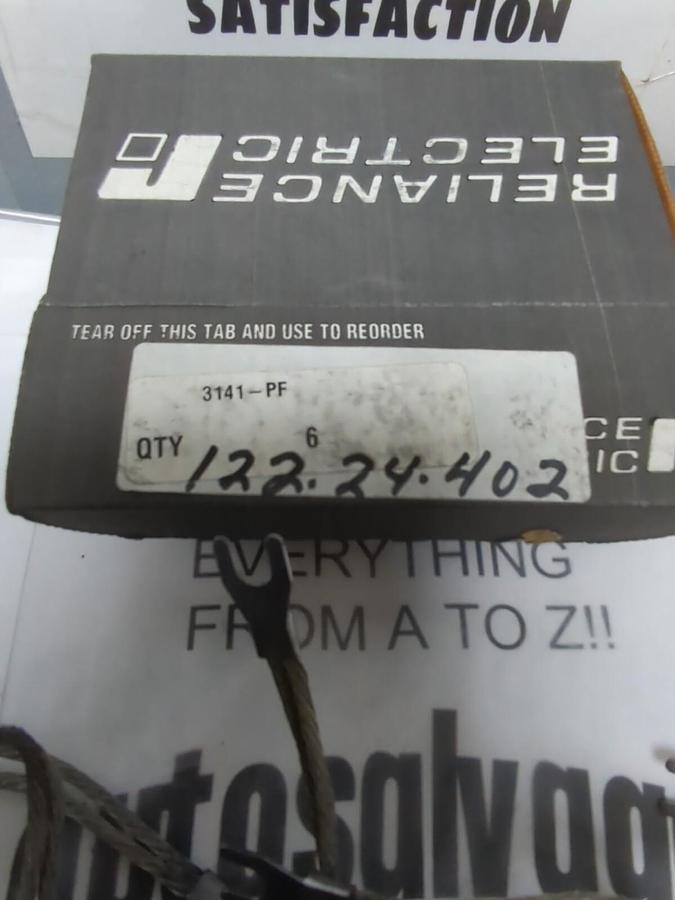 SATISFACTION
RELIANCE
ELECTRIC
TEAR OFF THIS TAB AND USE TO REORDER
3141-PF
QTY 6
122.24.402
CE
IC
EVERYTHING
FROM A TO Z!!
autosalvag